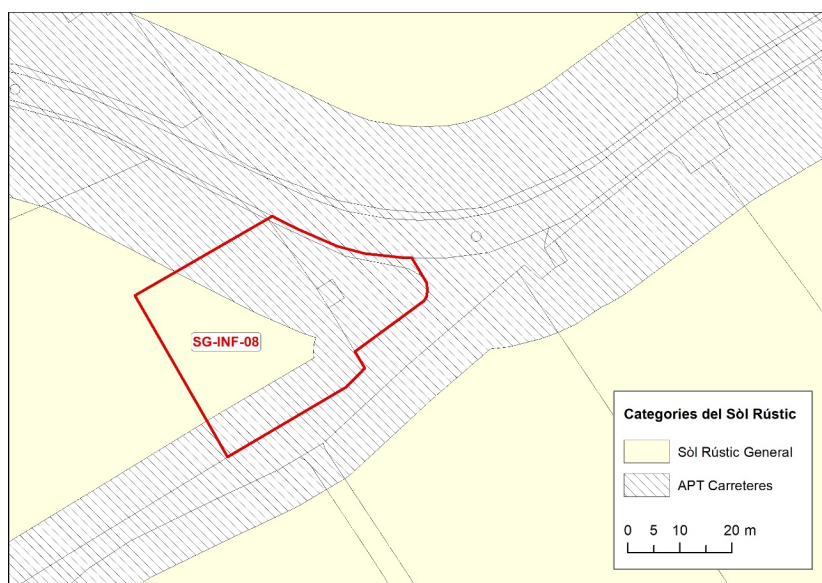 SG-INF-08
Categories del Sòl Rústic
Sòl Rústic General
APT Carreteres
0 5 10 20 m